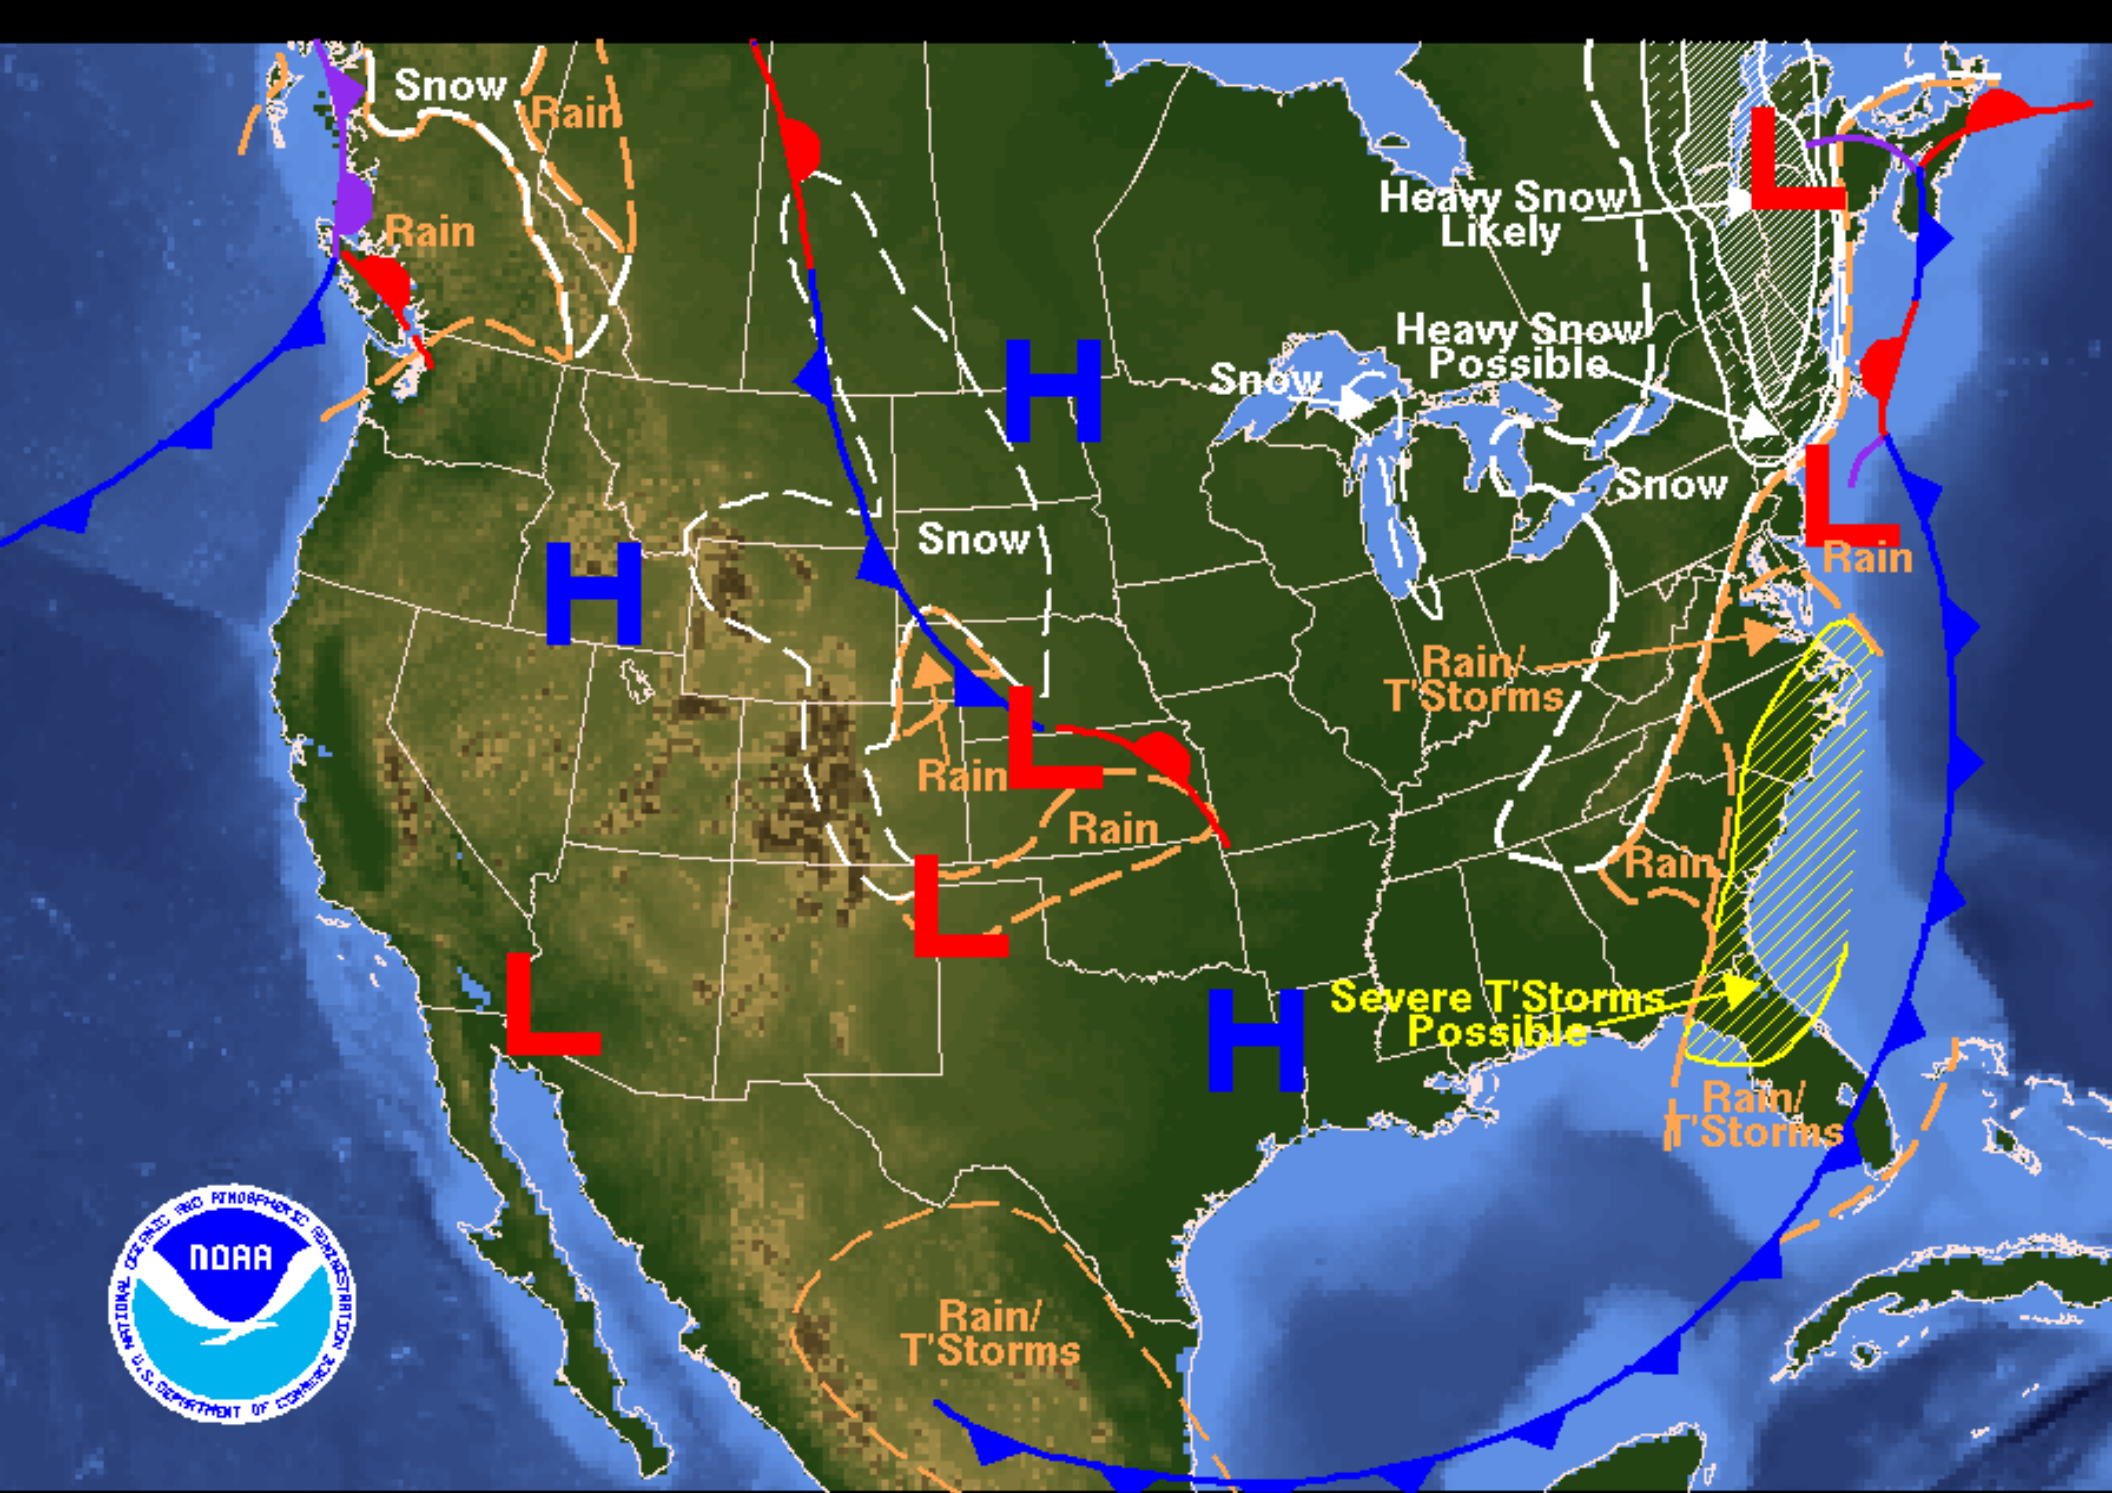 Snow
Rain
Rain
L
Heavy Snow
Likely
Heavy Snow
Possible
Snow
H
Snow
L
Rain
Snow
H
Rain/
T'Storms
L
Rain
Rain
Rain
L
L
H
Severe T'Storms
Possible
Rain/
T'Storms
Rain/
T'Storms
NATIONAL OCEANIC AND ATMOSPHERIC ADMINISTRATION
NOAA
U.S. DEPARTMENT OF COMMERCE